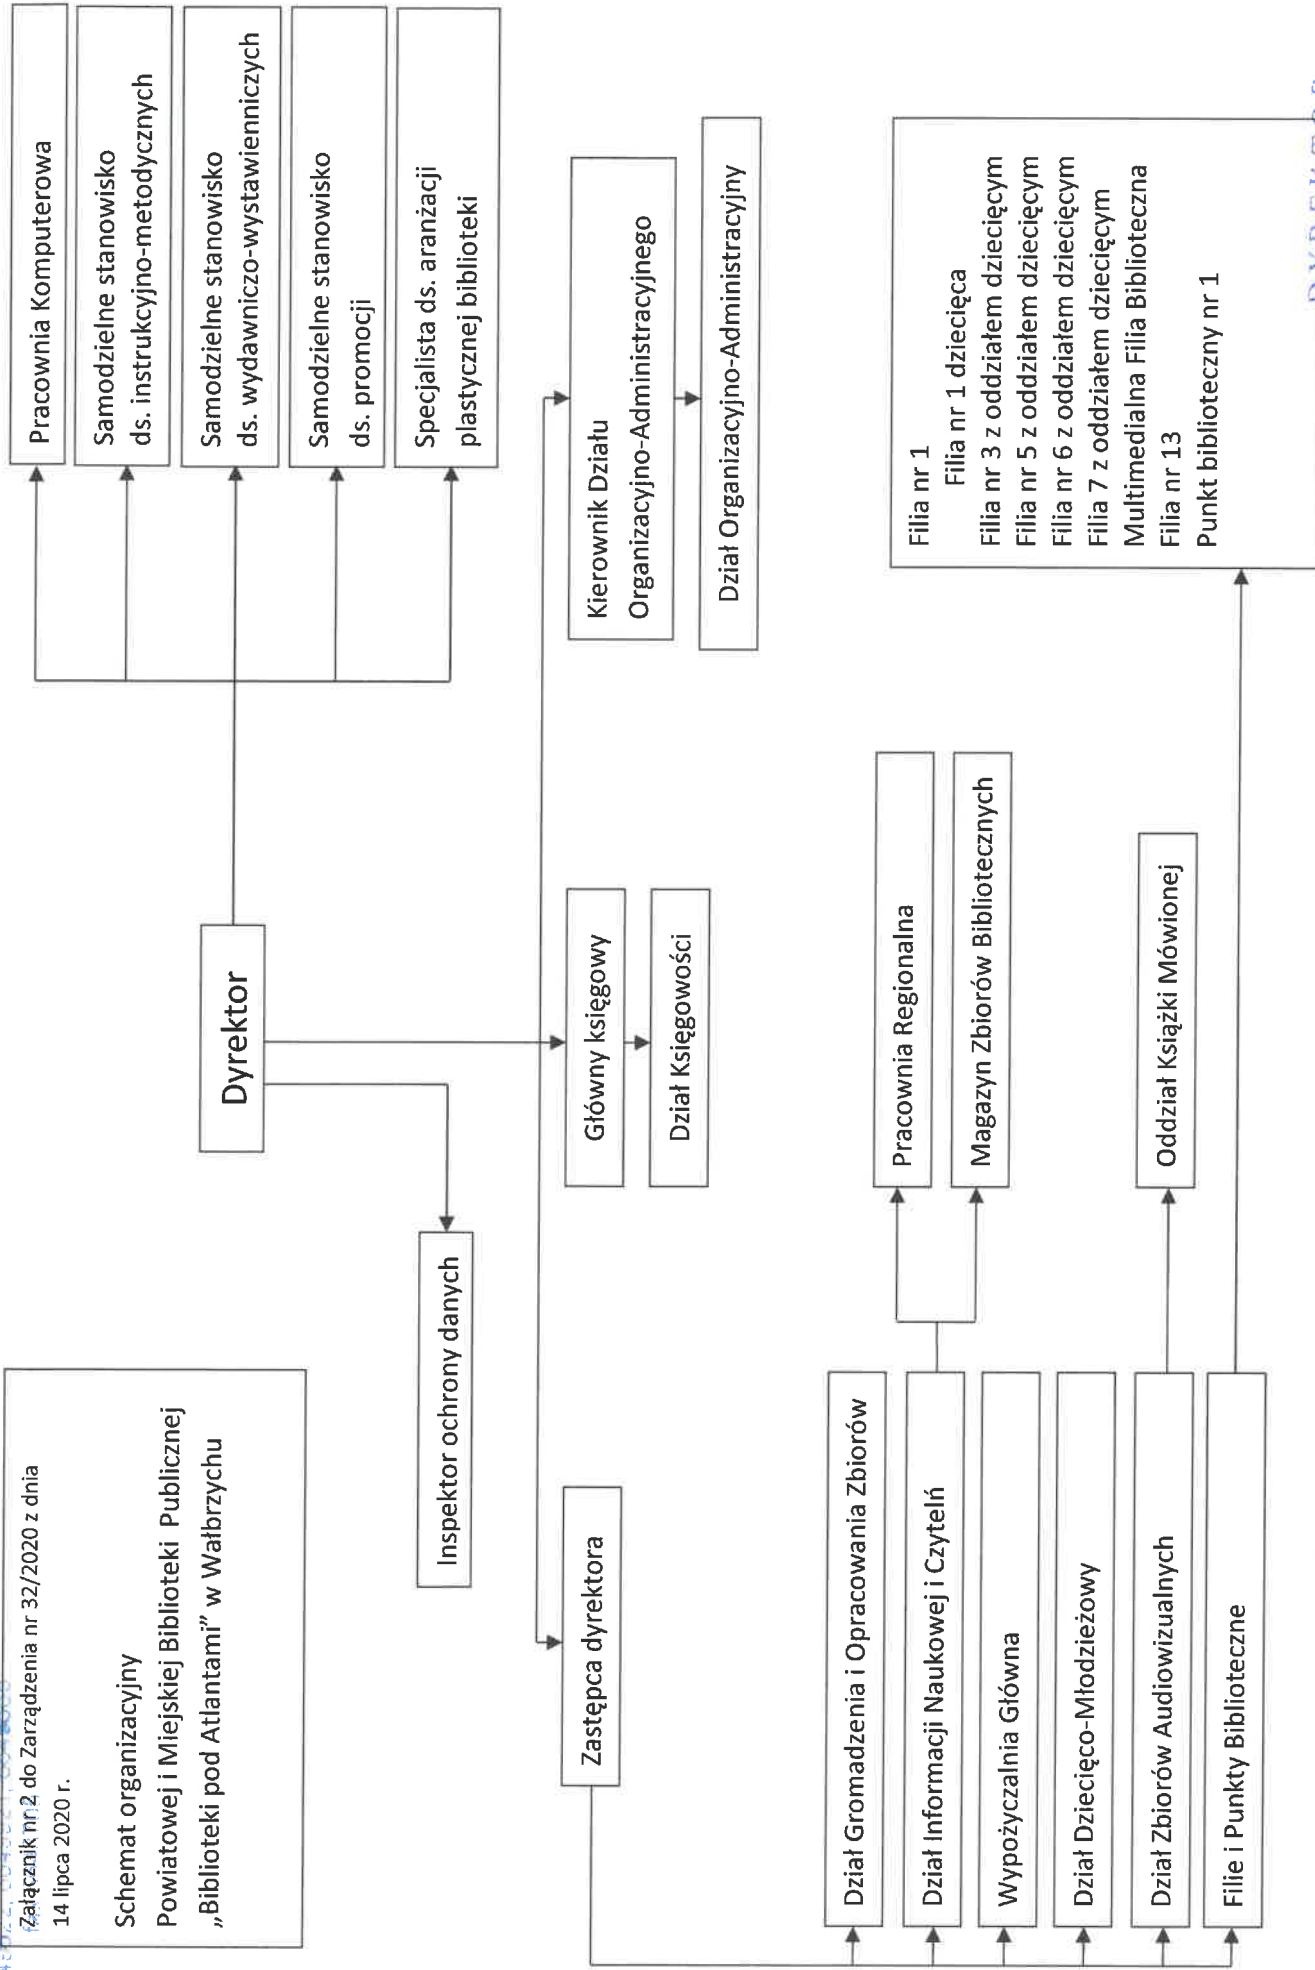 Załącznik nr 2 do Zarządzenia nr 32/2020 z dnia
14 lipca 2020 r.
Schemat organizacyjny
Powiatowej i Miejskiej Biblioteki Publicznej
„Biblioteki pod Atlantami” w Wałbrzychu
Dyrektor
Pracownia Komputerowa
Samodzielne stanowisko
ds. instrukcyjno-metodycznych
Samodzielne stanowisko
ds. wydawniczo-wystawienniczych
Samodzielne stanowisko
ds. promocji
Specjalista ds. aranżacji
plastycznej biblioteki
Inspektor ochrony danych
Zastępca dyrektora
Główny księgowy
Dział Księgowości
Kierownik Działu
Organizacyjno-Administracyjnego
Dział Organizacyjno-Administracyjny
Dział Gromadzenia i Opracowania Zbiorów
Dział Informacji Naukowej i Czytelń
Wypożyczalnia Główna
Dział Dziecięco-Młodzieżowy
Dział Zbiorów Audiowizualnych
Filie i Punkty Biblioteczne
Pracownia Regionalna
Magazyn Zbiorów Bibliotecznych
Oddział Książki Mówionej
Filia nr 1
Filia nr 1 dziecięca
Filia nr 3 z oddziałem dziecięcym
Filia nr 5 z oddziałem dziecięcym
Filia nr 6 z oddziałem dziecięcym
Filia 7 z oddziałem dziecięcym
Multimedialna Filia Biblioteczna
Filia nr 13
Punkt biblioteczny nr 1